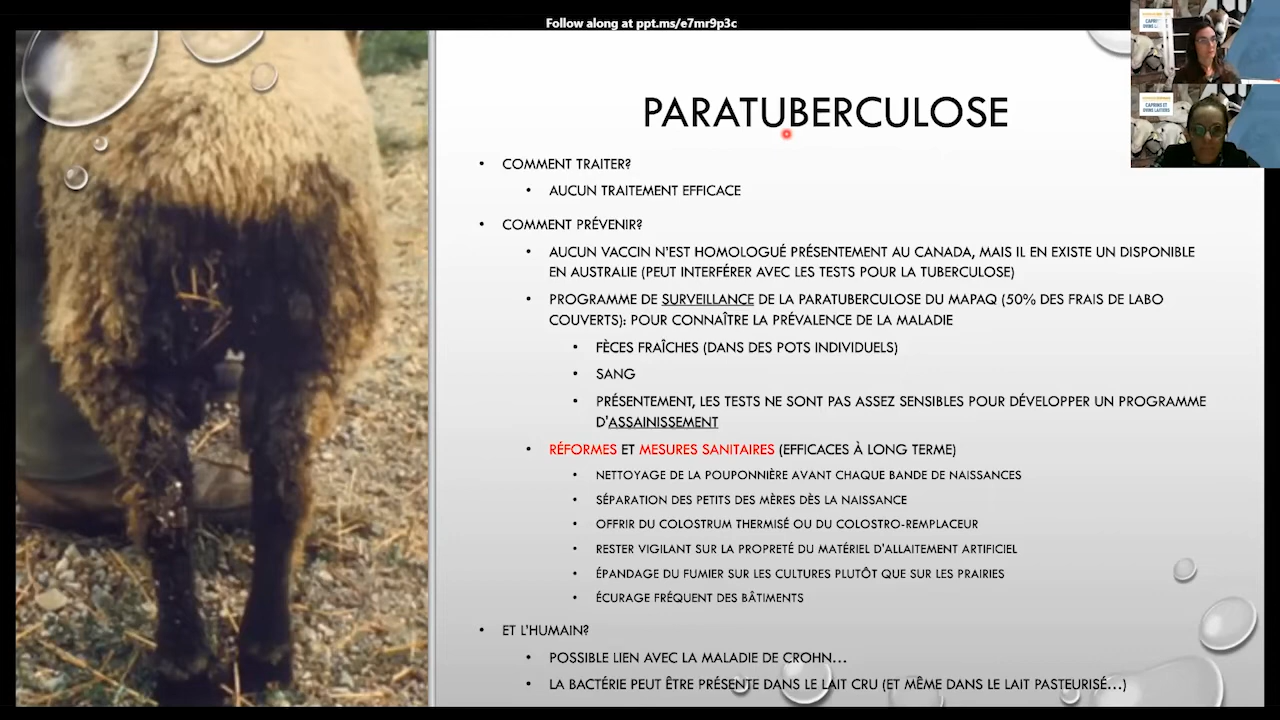 Follow along at ppt.ms/e7mr9p3c
PARATUBERCULOSE
• COMMENT TRAITER?
• AUCUN TRAITEMENT EFFICACE
• COMMENT PRÉVENIR?
• AUCUN VACCIN N'EST HOMOLOGUÉ PRÉSENTEMENT AU CANADA, MAIS IL EN EXISTE UN DISPONIBLE
EN AUSTRALIE (PEUT INTERFÉRER AVEC LES TESTS POUR LA TUBERCULOSE)
• PROGRAMME DE SURVEILLANCE DE LA PARATUBERCULOSE DU MAPAQ (50% DES FRAIS DE LABO
COUVERTS): POUR CONNAÎTRE LA PRÉVALENCE DE LA MALADIE
• FÈCES FRAÎCHES (DANS DES POTS INDIVIDUELS)
• SANG
• PRÉSENTEMENT, LES TESTS NE SONT PAS ASSEZ SENSIBLES POUR DÉVELOPPER UN PROGRAMME
D'ASSAINISSEMENT
• RÉFORMES ET MESURES SANITAIRES (EFFICACES À LONG TERME)
• NETTOYAGE DE LA POUPONNIÈRE AVANT CHAQUE BANDE DE NAISSANCES
• SÉPARATION DES PETITS DES MÈRES DÈS LA NAISSANCE
• OFFRIR DU COLOSTRUM THERMISÉ OU DU COLOSTRO-REMPLACEUR
• RESTER VIGILANT SUR LA PROPRETÉ DU MATÉRIEL D'ALLAITEMENT ARTIFICIEL
• ÉPANDAGE DU FUMIER SUR LES CULTURES PLUTÔT QUE SUR LES PRAIRIES
• ÉCURAGE FRÉQUENT DES BÂTIMENTS
• ET L'HUMAIN?
• POSSIBLE LIEN AVEC LA MALADIE DE CROHN...
• LA BACTÉRIE PEUT ÊTRE PRÉSENTE DANS LE LAIT CRU (ET MÊME DANS LE LAIT PASTEURISÉ...)
CAPRINE ET
OVINE LAITIERS